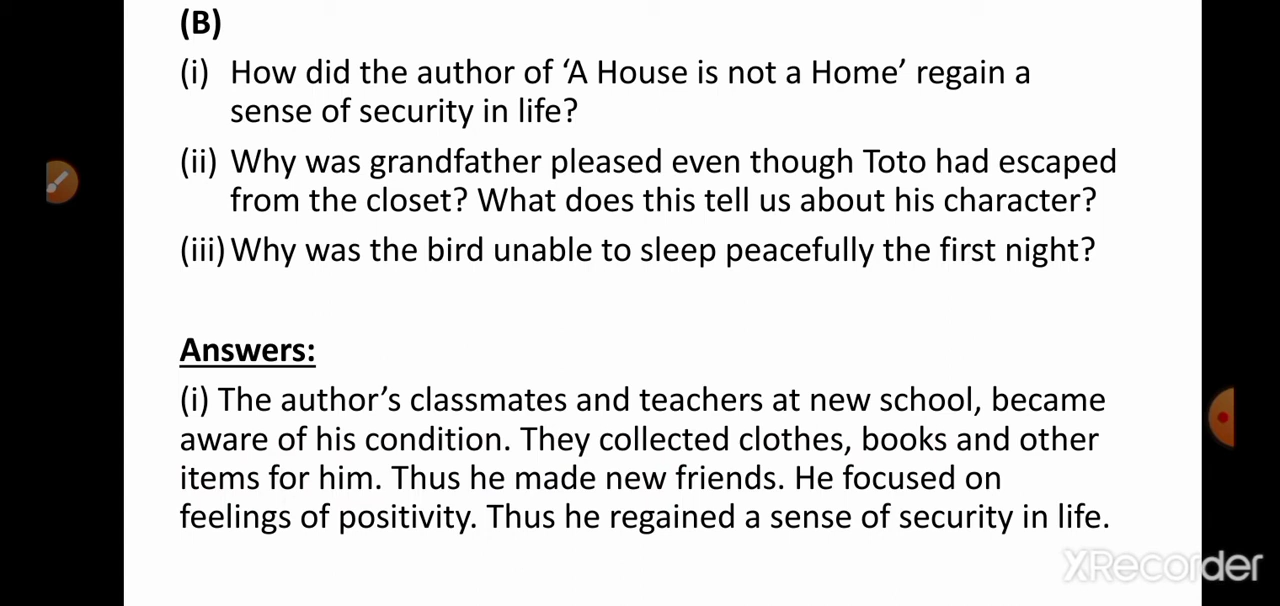 (B)
(i) How did the author of ‘A House is not a Home’ regain a
sense of security in life?
(ii) Why was grandfather pleased even though Toto had escaped
from the closet? What does this tell us about his character?
(iii) Why was the bird unable to sleep peacefully the first night?
Answers:
(i) The author’s classmates and teachers at new school, became
aware of his condition. They collected clothes, books and other
items for him. Thus he made new friends. He focused on
feelings of positivity. Thus he regained a sense of security in life.
XRecorder